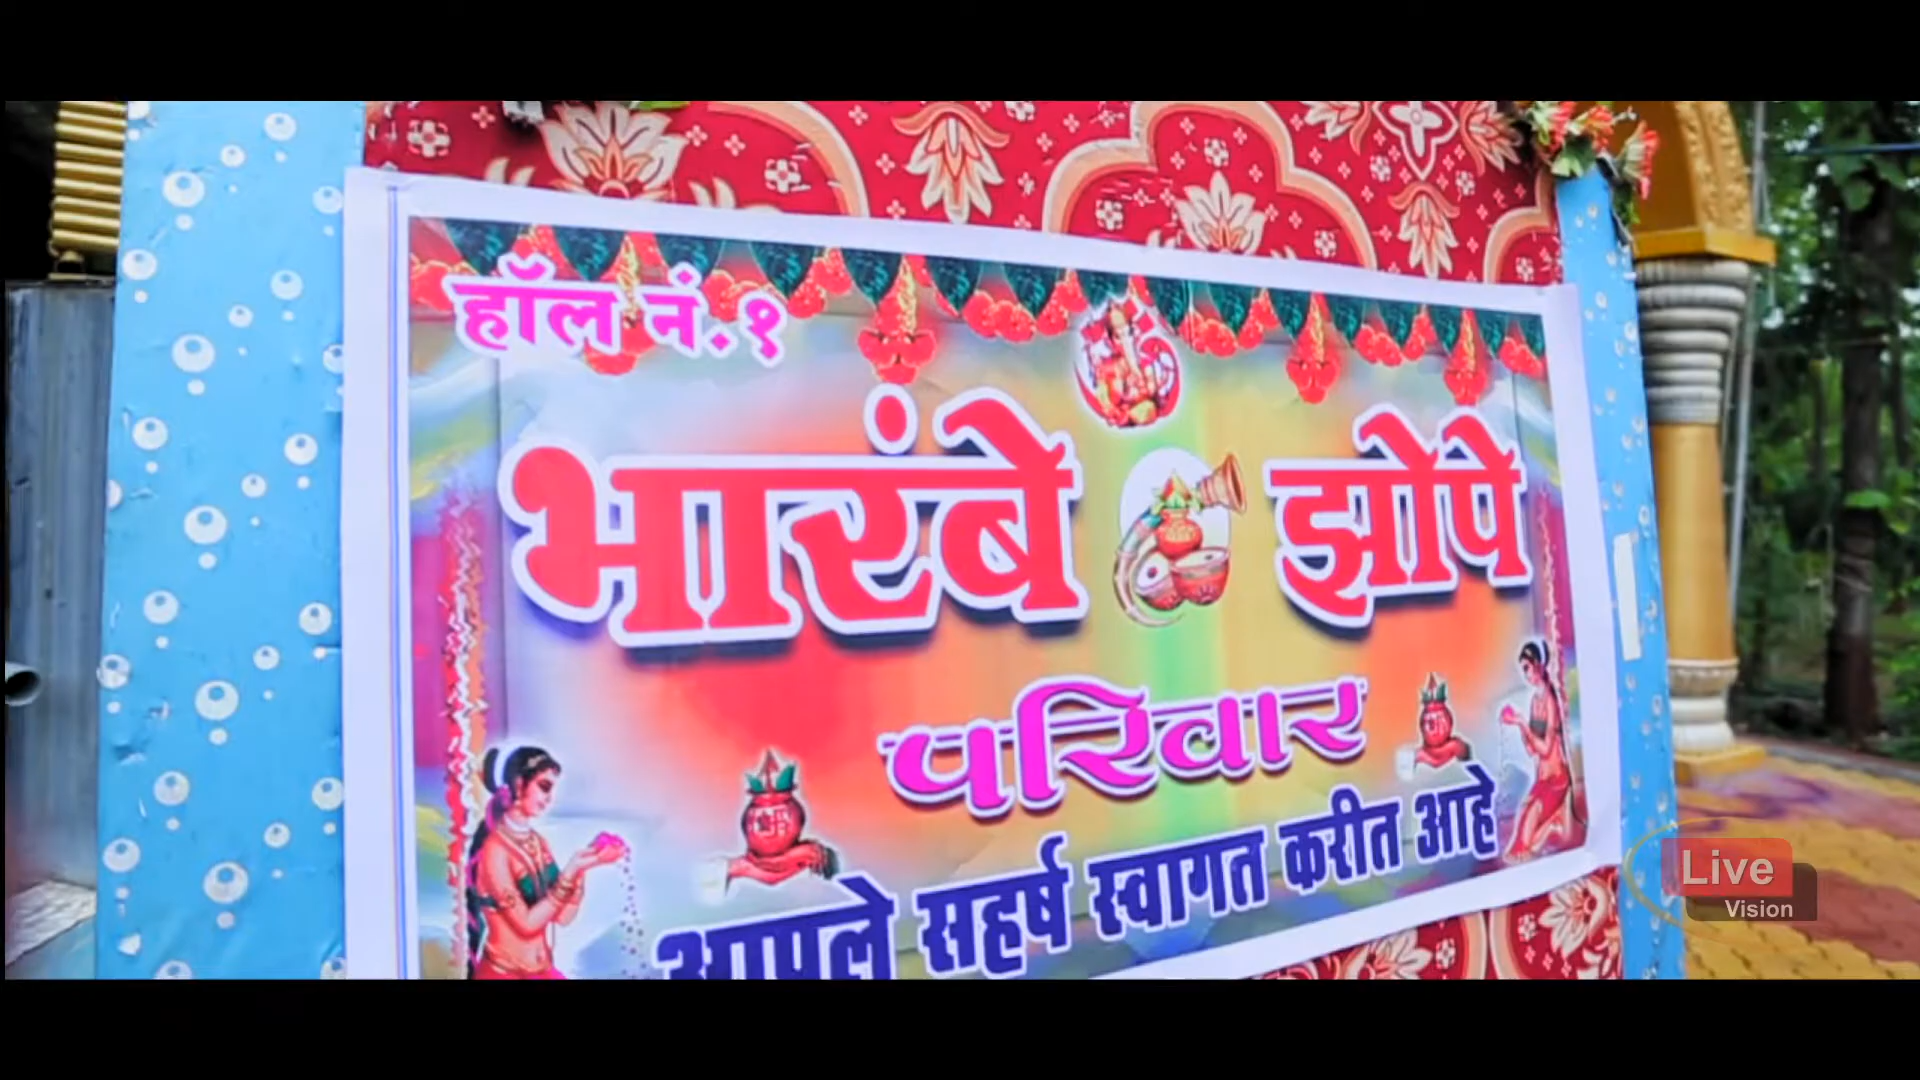 हॉल नं. १
भारंबे झोपे
परिवार
आपले सहर्ष स्वागत करीत आहे
Live
Vision